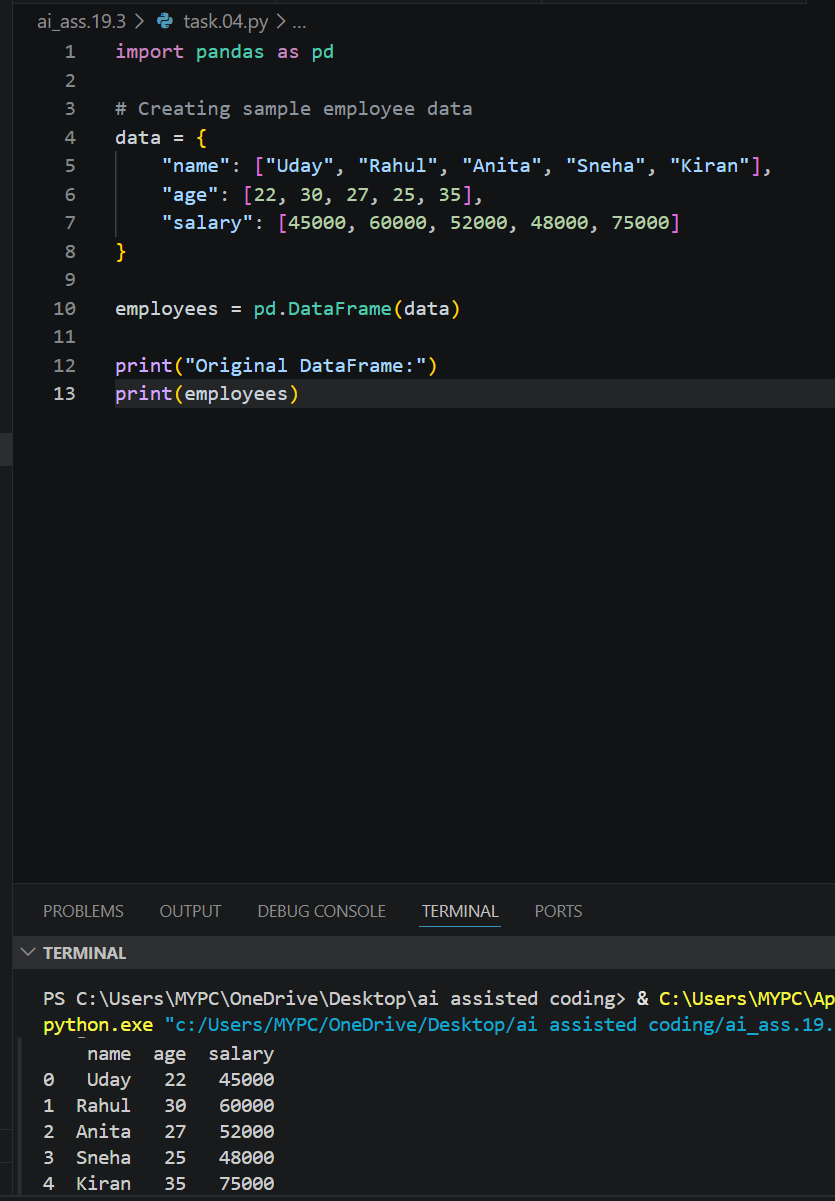 ai_ass.19.3 > task.04.py > ...
1 import pandas as pd
2
3 # Creating sample employee data
4 data = {
5     "name": ["Uday", "Rahul", "Anita", "Sneha", "Kiran"],
6     "age": [22, 30, 27, 25, 35],
7     "salary": [45000, 60000, 52000, 48000, 75000]
8 }
9
10 employees = pd.DataFrame(data)
11
12 print("Original DataFrame:")
13 print(employees)
PROBLEMS OUTPUT DEBUG CONSOLE TERMINAL PORTS
TERMINAL
PS C:\Users\MYPC\OneDrive\Desktop\ai assisted coding> & C:\Users\MYPC\Ap
python.exe "c:/Users/MYPC/OneDrive/Desktop/ai assisted coding/ai_ass.19.
    name  age  salary
0   Uday   22   45000
1  Rahul   30   60000
2  Anita   27   52000
3  Sneha   25   48000
4  Kiran   35   75000